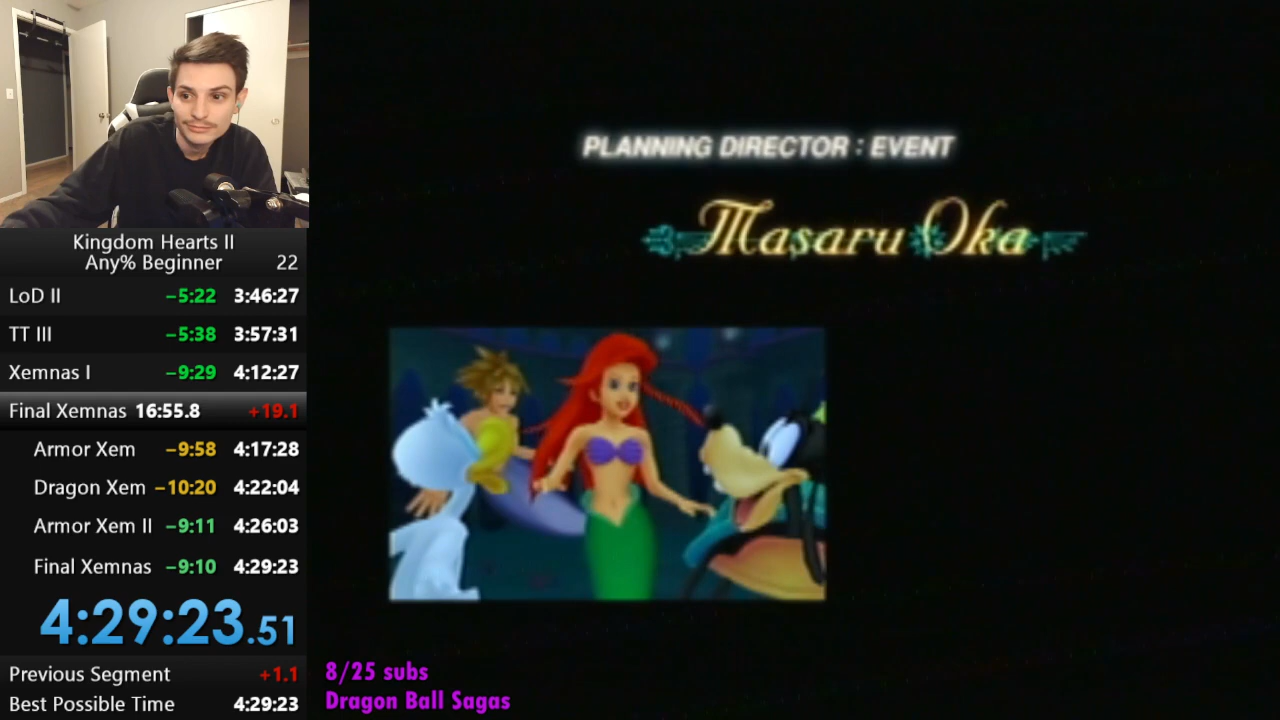 PLANNING DIRECTOR : EVENT
Masaru Oka
Kingdom Hearts II
Any% Beginner 22
LoD II -5:22 3:46:27
TT III -5:38 3:57:31
Xemnas I -9:29 4:12:27
Final Xemnas 16:55.8 +19.1
Armor Xem -9:58 4:17:28
Dragon Xem -10:20 4:22:04
Armor Xem II -9:11 4:26:03
Final Xemnas -9:10 4:29:23
4:29:23.51
Previous Segment +1.1
Best Possible Time 4:29:23
8/25 subs
Dragon Ball Sagas